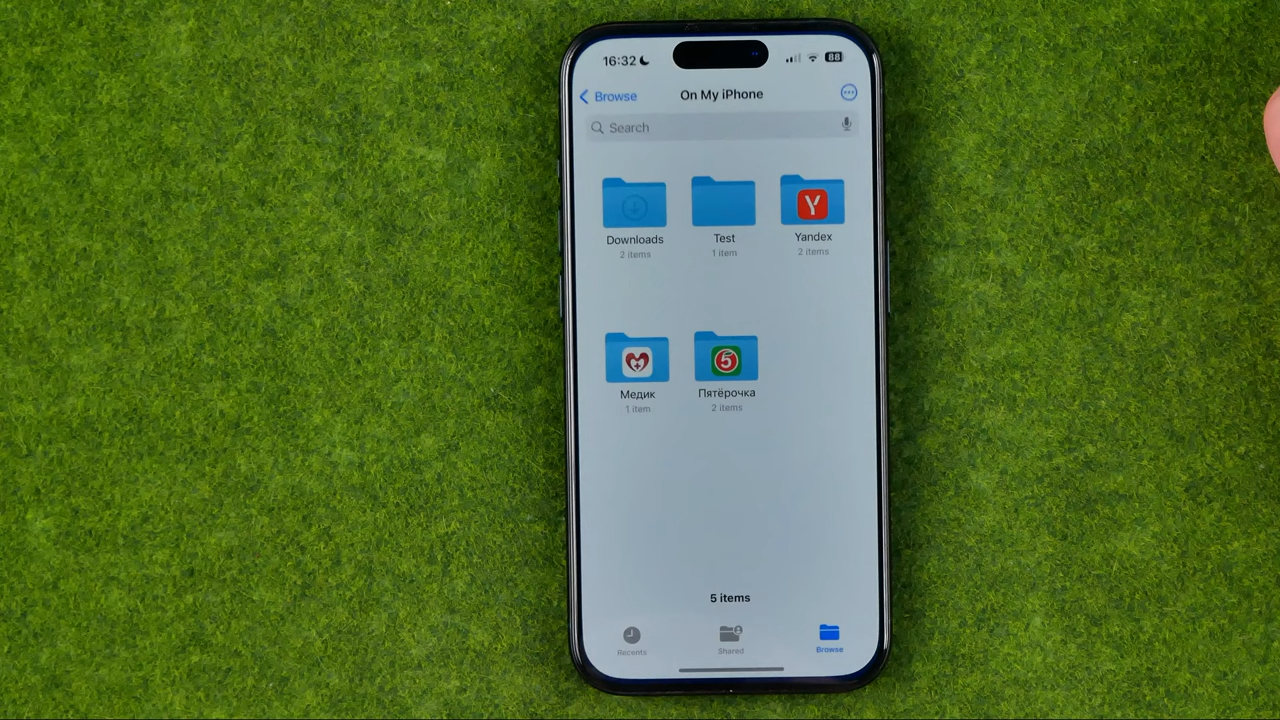 16:32
88
Browse
On My iPhone
Search
Downloads
Test
Yandex
2 items
1 item
2 items
Медик
Пятёрочка
1 item
2 items
5 items
Recents
Shared
Browse